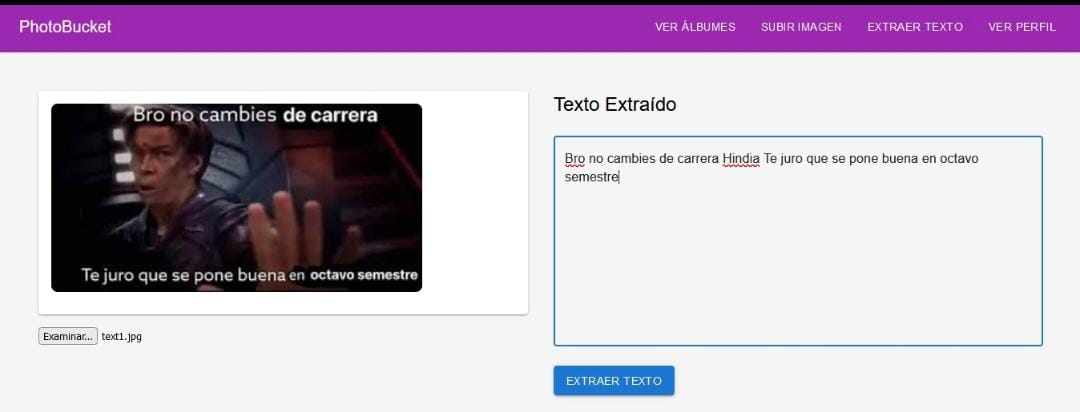 PhotoBucket
VER ÁLBUMES
SUBIR IMAGEN
EXTRAER TEXTO
VER PERFIL
Bro no cambies de carrera
Te juro que se pone buena en octavo semestre
Examinar... text1.jpg
Texto Extraído
Bro no cambies de carrera Hindia Te juro que se pone buena en octavo
semestre
EXTRAER TEXTO